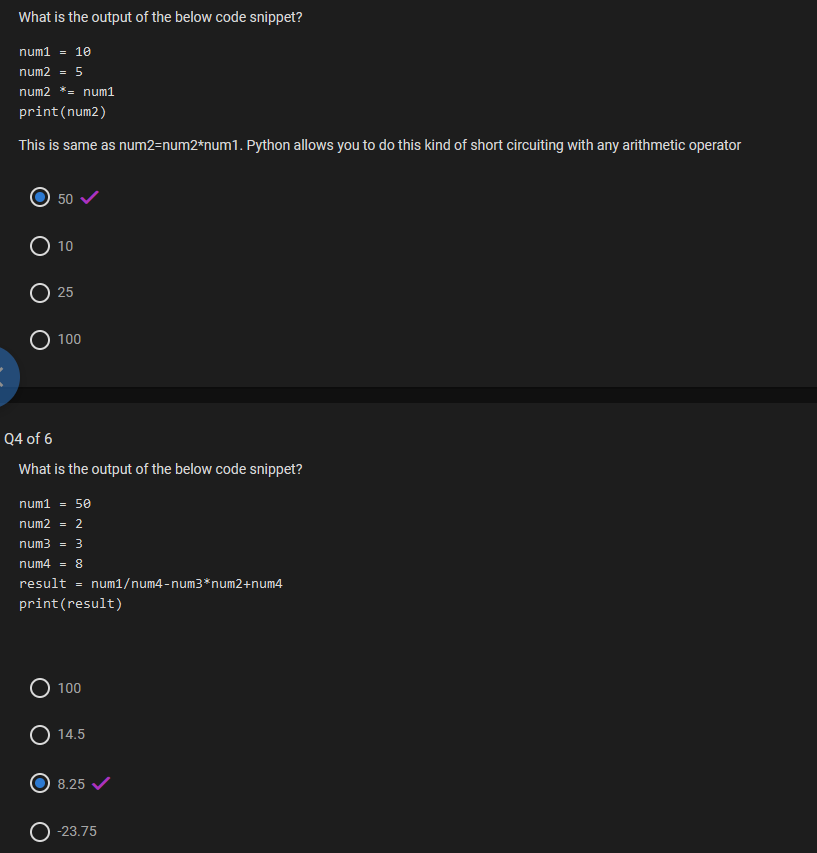 What is the output of the below code snippet?
num1 = 10
num2 = 5
num2 *= num1
print(num2)
This is same as num2=num2*num1. Python allows you to do this kind of short circuiting with any arithmetic operator
50
10
25
100
Q4 of 6
What is the output of the below code snippet?
num1 = 50
num2 = 2
num3 = 3
num4 = 8
result = num1/num4-num3*num2+num4
print(result)
100
14.5
8.25
-23.75